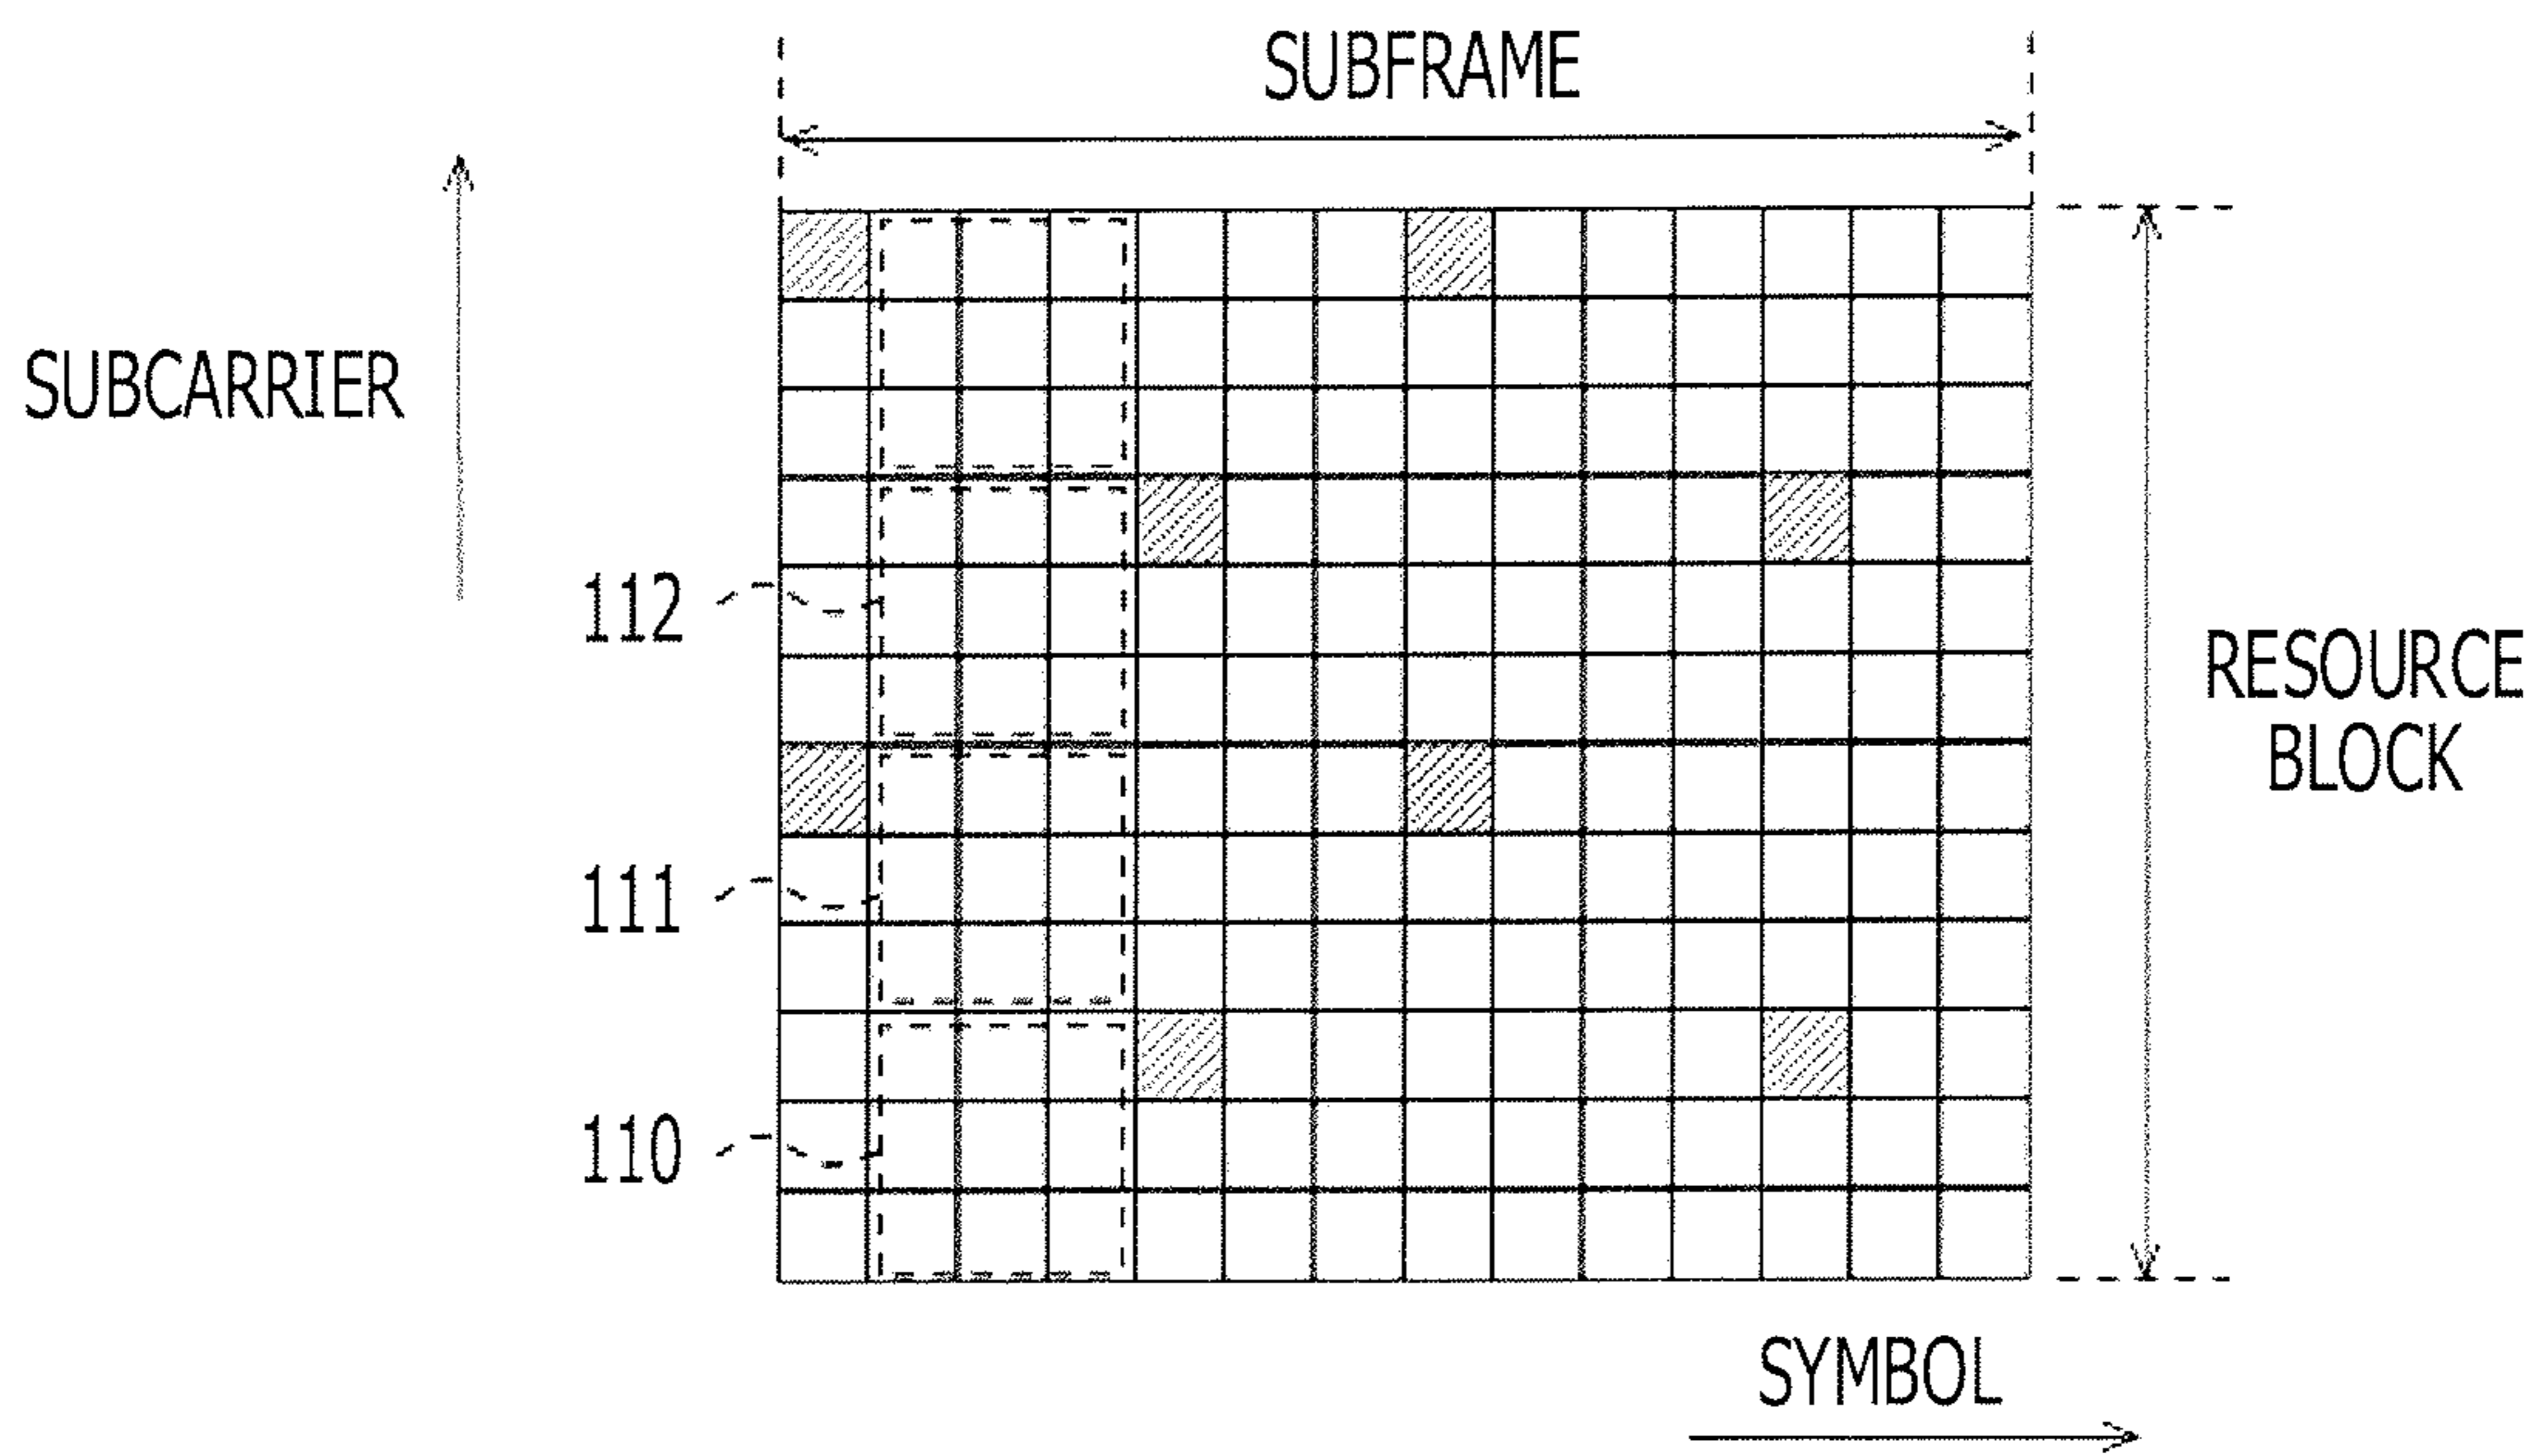 SUBFRAME
SUBCARRIER
112
RESOURCE
BLOCK
111
110
SYMBOL